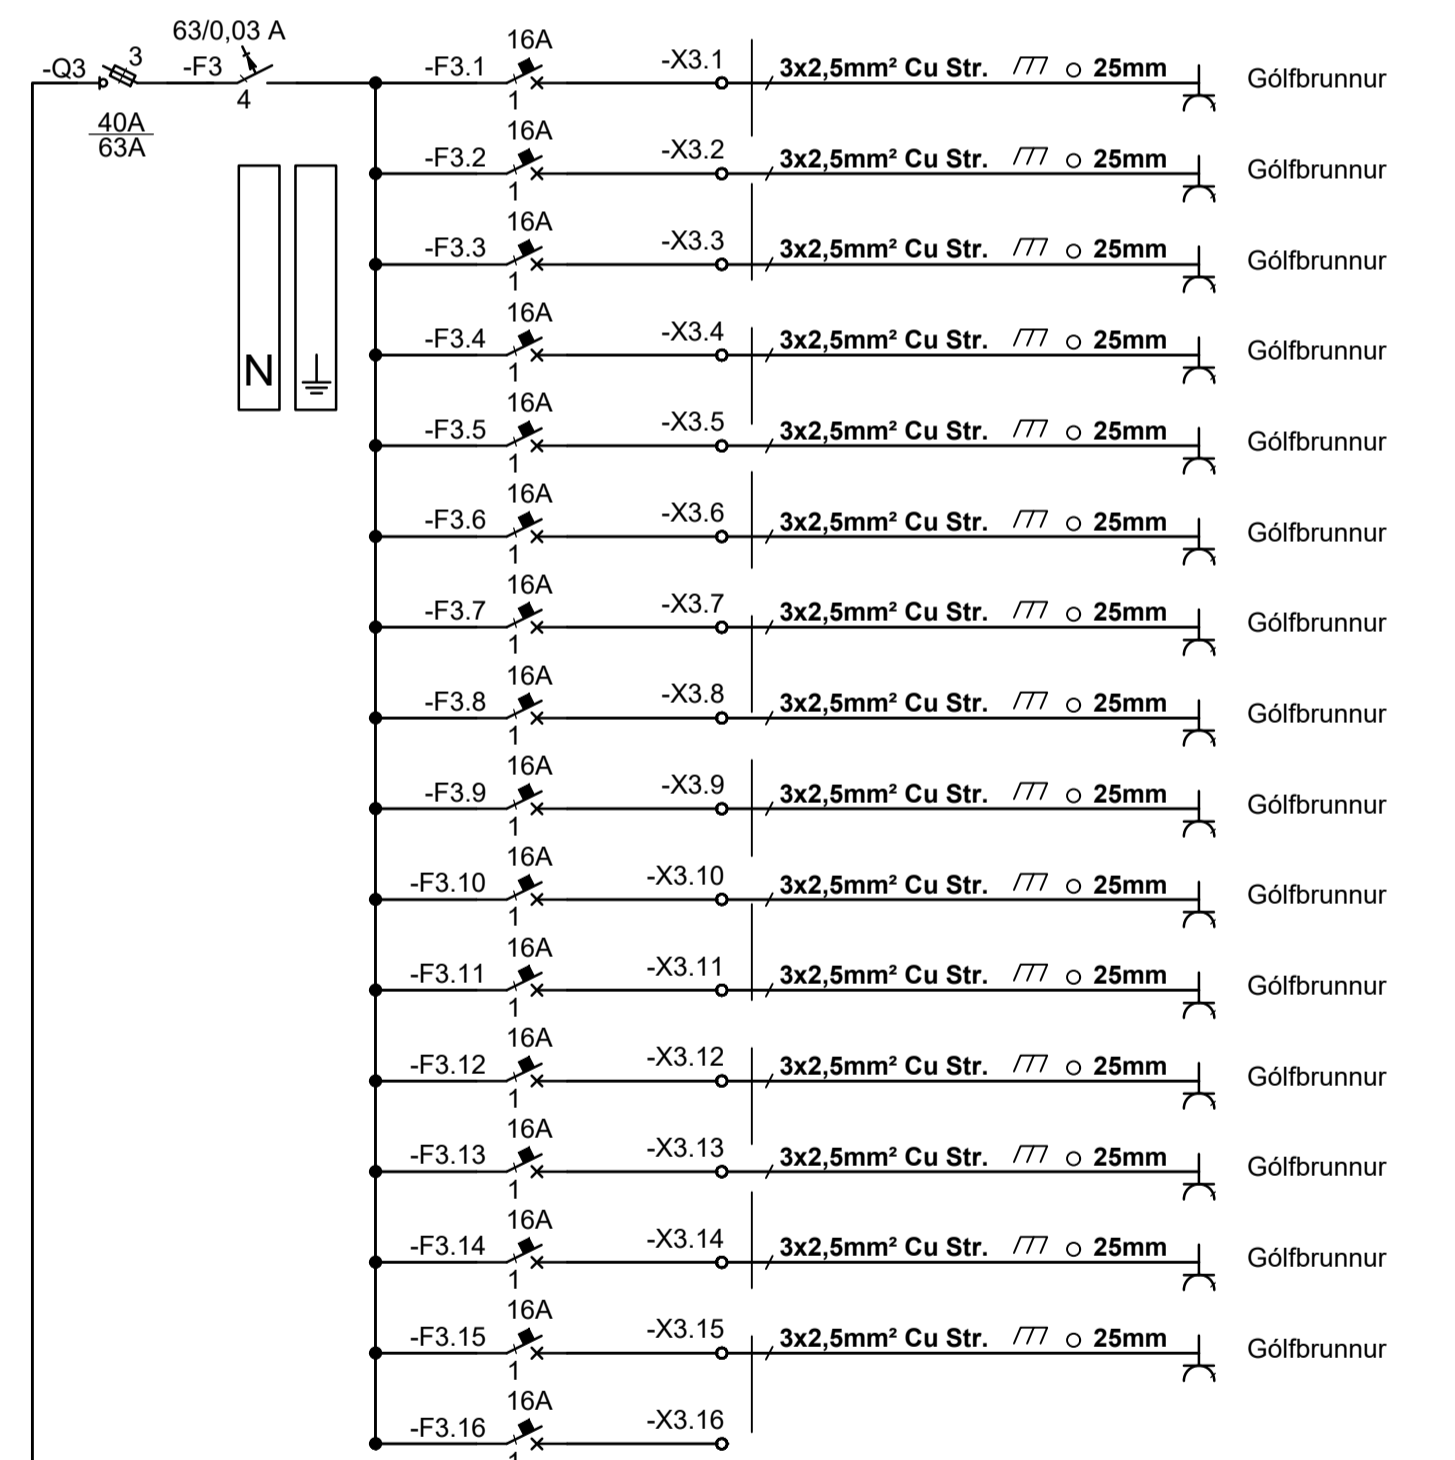 63/0,03 A
-Q3 3 -F3
4
40A
63A
N
16A
-F3.1 -X3.1 3x2,5mm² Cu Str. 25mm Gólfbrunnur
1
16A
-F3.2 -X3.2 3x2,5mm² Cu Str. 25mm Gólfbrunnur
1
16A
-F3.3 -X3.3 3x2,5mm² Cu Str. 25mm Gólfbrunnur
1
16A
-F3.4 -X3.4 3x2,5mm² Cu Str. 25mm Gólfbrunnur
1
16A
-F3.5 -X3.5 3x2,5mm² Cu Str. 25mm Gólfbrunnur
1
16A
-F3.6 -X3.6 3x2,5mm² Cu Str. 25mm Gólfbrunnur
1
16A
-F3.7 -X3.7 3x2,5mm² Cu Str. 25mm Gólfbrunnur
1
16A
-F3.8 -X3.8 3x2,5mm² Cu Str. 25mm Gólfbrunnur
1
16A
-F3.9 -X3.9 3x2,5mm² Cu Str. 25mm Gólfbrunnur
1
16A
-F3.10 -X3.10 3x2,5mm² Cu Str. 25mm Gólfbrunnur
1
16A
-F3.11 -X3.11 3x2,5mm² Cu Str. 25mm Gólfbrunnur
1
16A
-F3.12 -X3.12 3x2,5mm² Cu Str. 25mm Gólfbrunnur
1
16A
-F3.13 -X3.13 3x2,5mm² Cu Str. 25mm Gólfbrunnur
1
16A
-F3.14 -X3.14 3x2,5mm² Cu Str. 25mm Gólfbrunnur
1
16A
-F3.15 -X3.15 3x2,5mm² Cu Str. 25mm Gólfbrunnur
1
16A
-F3.16 -X3.16
1